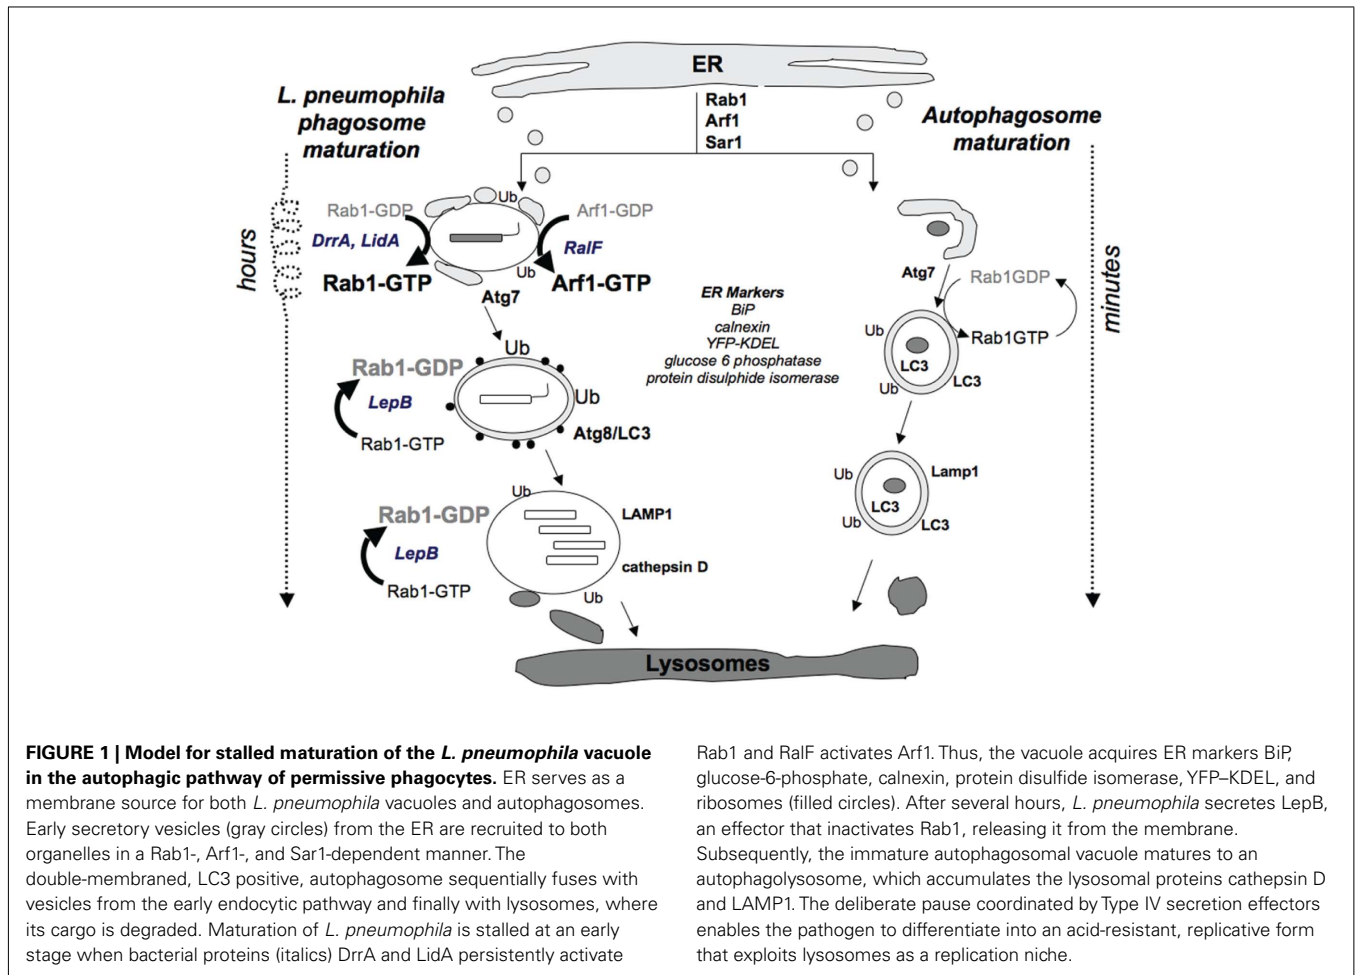 ER
L. pneumophila
phagosome
maturation
Rab1
Arf1
Sar1
Autophagosome
maturation
hours
minutes
Ub
Rab1-GDP
Arf1-GDP
DrrA, LidA
RalF
Ub
Rab1-GTP
Arf1-GTP
Atg7
Atg7
Rab1GDP
Rab1GTP
Ub
LC3
LC3
Ub
ER Markers
BiP
calnexin
YFP-KDEL
glucose 6 phosphatase
protein disulphide isomerase
Ub
Rab1-GDP
LepB
Ub
Rab1-GTP
Atg8/LC3
Ub
Lamp1
LC3
Ub
LC3
Ub
Rab1-GDP
LAMP1
LepB
cathepsin D
Rab1-GTP
Ub
Lysosomes
FIGURE 1 | Model for stalled maturation of the L. pneumophila vacuole
in the autophagic pathway of permissive phagocytes. ER serves as a
membrane source for both L. pneumophila vacuoles and autophagosomes.
Early secretory vesicles (gray circles) from the ER are recruited to both
organelles in a Rab1-, Arf1-, and Sar1-dependent manner. The
double-membraned, LC3 positive, autophagosome sequentially fuses with
vesicles from the early endocytic pathway and finally with lysosomes, where
its cargo is degraded. Maturation of L. pneumophila is stalled at an early
stage when bacterial proteins (italics) DrrA and LidA persistently activate
Rab1 and RalF activates Arf1. Thus, the vacuole acquires ER markers BiP,
glucose-6-phosphate, calnexin, protein disulfide isomerase, YFP–KDEL, and
ribosomes (filled circles). After several hours, L. pneumophila secretes LepB,
an effector that inactivates Rab1, releasing it from the membrane.
Subsequently, the immature autophagosomal vacuole matures to an
autophagolysosome, which accumulates the lysosomal proteins cathepsin D
and LAMP1. The deliberate pause coordinated by Type IV secretion effectors
enables the pathogen to differentiate into an acid-resistant, replicative form
that exploits lysosomes as a replication niche.